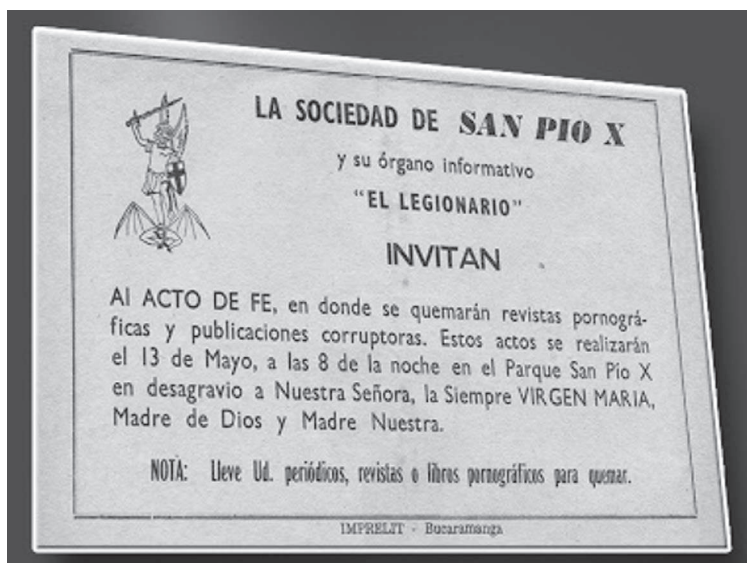 LA SOCIEDAD DE SAN PIO X
y su órgano informativo
"EL LEGIONARIO"
INVITAN
Al ACTO DE FE, en donde se quemarán revistas pornográ-
ficas y publicaciones corruptoras. Estos actos se realizarán
el 13 de Mayo, a las 8 de la noche en el Parque San Pío X
en desagravio a Nuestra Señora, la Siempre VIRGEN MARIA,
Madre de Dios y Madre Nuestra.
NOTA: Lleve Ud. periódicos, revistas o libros pornográficos para quemar.
IMPRELIT - Bucaramanga